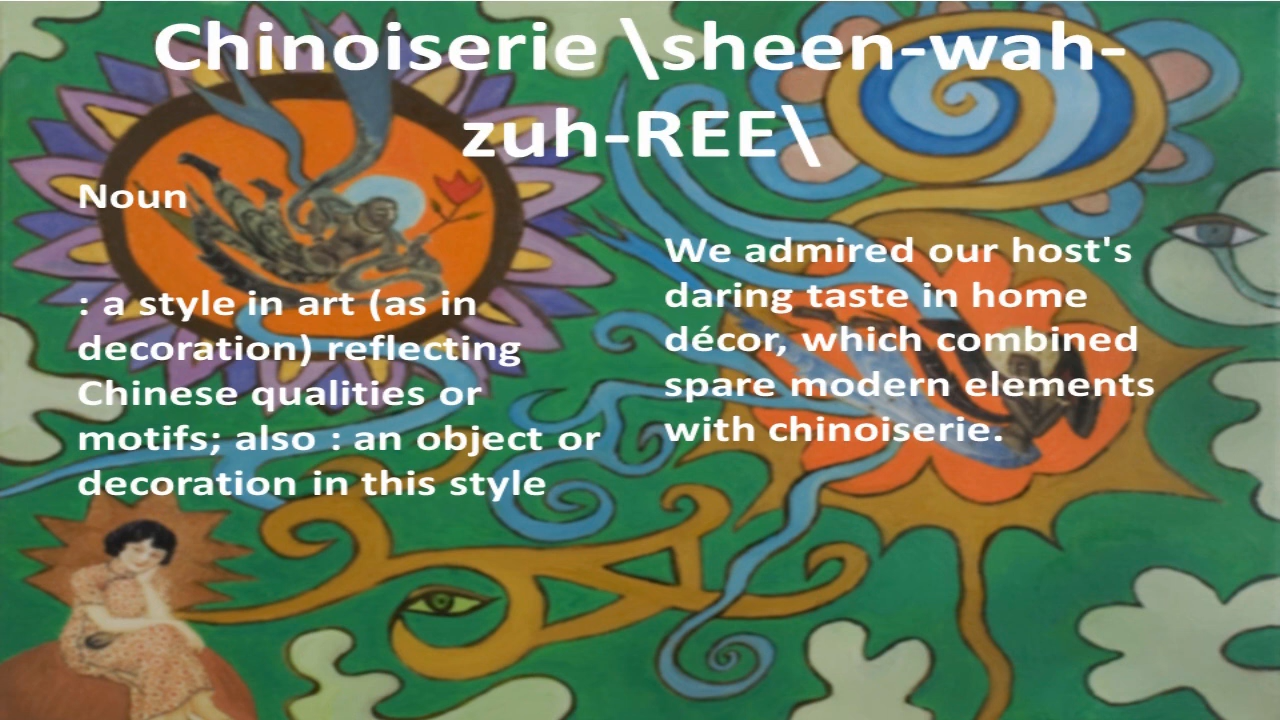 Chinoiserie \sheen-wah-
zuh-REE\
Noun
: a style in art (as in
decoration) reflecting
Chinese qualities or
motifs; also : an object or
decoration in this style
We admired our host's
daring taste in home
décor, which combined
spare modern elements
with chinoiserie.